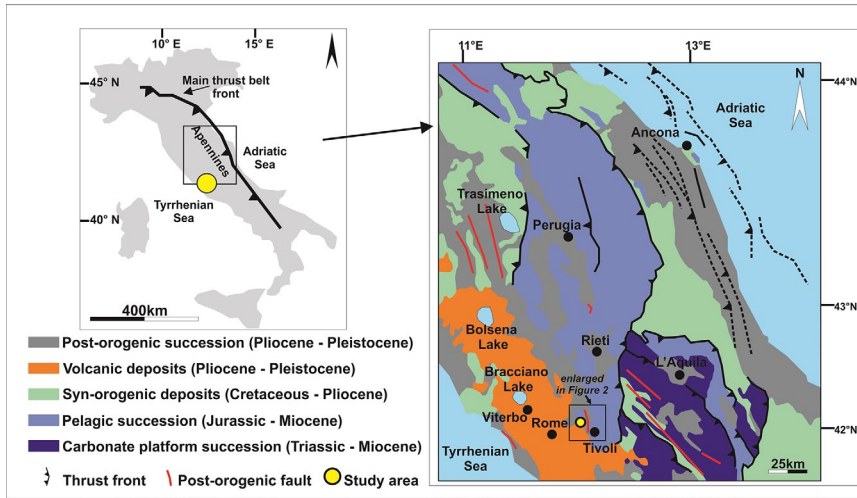 10° E
15° E
45° N
Main thrust belt
front
Apennines
Adriatic
Sea
Tyrrhenian
Sea
40° N
400km
11°E
13°E
N
44°N
Adriatic
Sea
Ancona
Trasimeno
Lake
Perugia
43°N
Bolsena
Lake
Rieti
L'Aquila
Bracciano
Lake
enlarged
in Figure 2
Viterbo
Rome
Tivoli
42°N
Tyrrhenian
Sea
25km
Post-orogenic succession (Pliocene - Pleistocene)
Volcanic deposits (Pliocene - Pleistocene)
Syn-orogenic deposits (Cretaceous - Pliocene)
Pelagic succession (Jurassic - Miocene)
Carbonate platform succession (Triassic - Miocene)
Thrust front
Post-orogenic fault
Study area